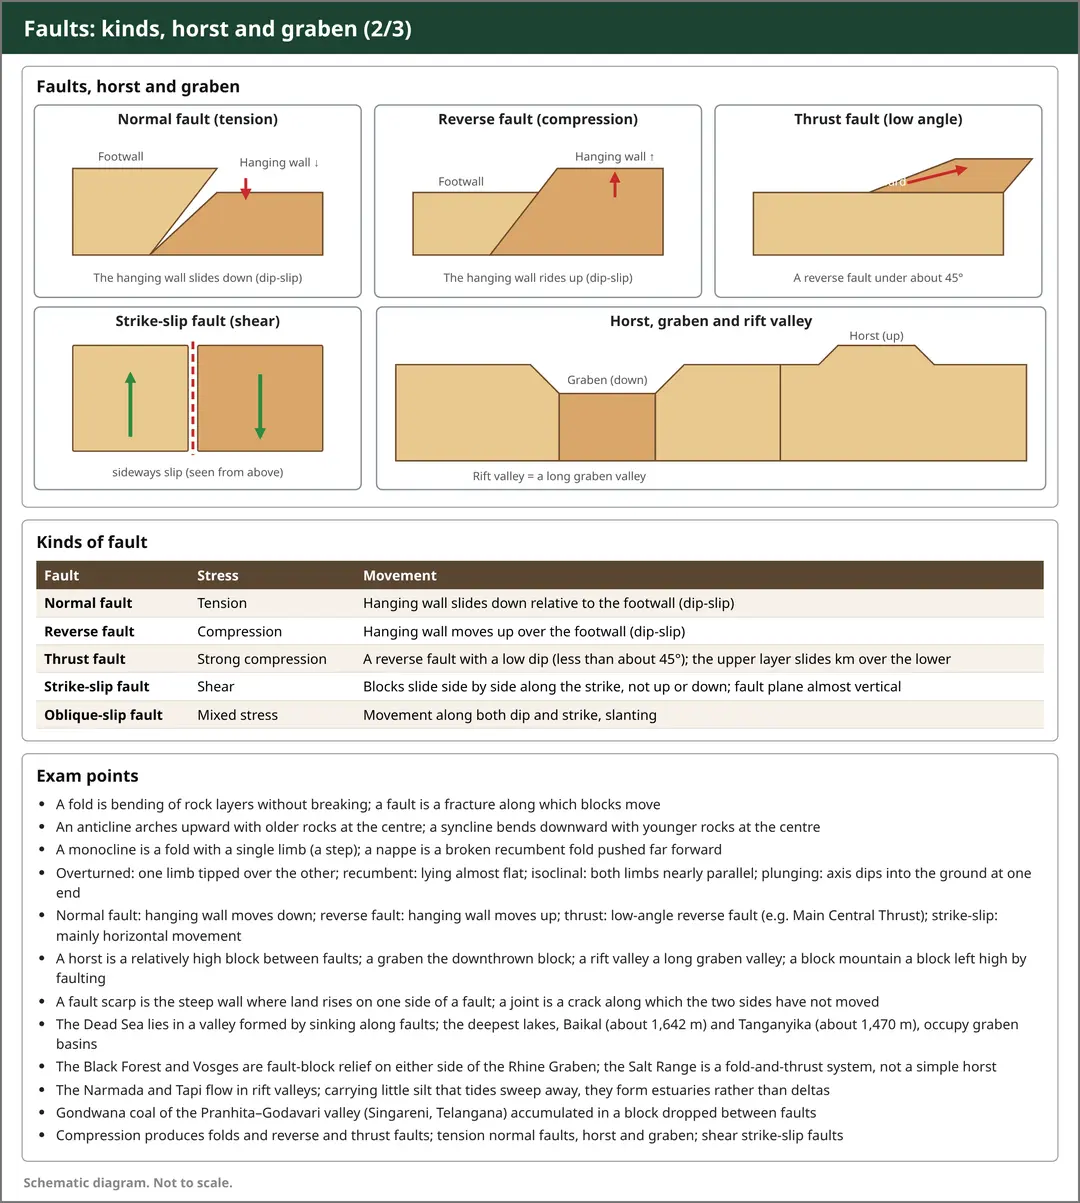 Faults: kinds, horst and graben (2/3)
Faults, horst and graben
Normal fault (tension)
Footwall
Hanging wall ↓
The hanging wall slides down (dip-slip)
Reverse fault (compression)
Hanging wall ↑
Footwall
The hanging wall rides up (dip-slip)
Thrust fault (low angle)
A reverse fault under about 45°
Strike-slip fault (shear)
sideways slip (seen from above)
Horst, graben and rift valley
Horst (up)
Graben (down)
Rift valley = a long graben valley
Kinds of fault
Fault Stress Movement
Normal fault Tension Hanging wall slides down relative to the footwall (dip-slip)
Reverse fault Compression Hanging wall moves up over the footwall (dip-slip)
Thrust fault Strong compression A reverse fault with a low dip (less than about 45°); the upper layer slides km over the lower
Strike-slip fault Shear Blocks slide side by side along the strike, not up or down; fault plane almost vertical
Oblique-slip fault Mixed stress Movement along both dip and strike, slanting
Exam points
• A fold is bending of rock layers without breaking; a fault is a fracture along which blocks move
• An anticline arches upward with older rocks at the centre; a syncline bends downward with younger rocks at the centre
• A monocline is a fold with a single limb (a step); a nappe is a broken recumbent fold pushed far forward
• Overturned: one limb tipped over the other; recumbent: lying almost flat; isoclinal: both limbs nearly parallel; plunging: axis dips into the ground at one
end
• Normal fault: hanging wall moves down; reverse fault: hanging wall moves up; thrust: low-angle reverse fault (e.g. Main Central Thrust); strike-slip:
mainly horizontal movement
• A horst is a relatively high block between faults; a graben the downthrown block; a rift valley a long graben valley; a block mountain a block left high by
faulting
• A fault scarp is the steep wall where land rises on one side of a fault; a joint is a crack along which the two sides have not moved
• The Dead Sea lies in a valley formed by sinking along faults; the deepest lakes, Baikal (about 1,642 m) and Tanganyika (about 1,470 m), occupy graben
basins
• The Black Forest and Vosges are fault-block relief on either side of the Rhine Graben; the Salt Range is a fold-and-thrust system, not a simple horst
• The Narmada and Tapi flow in rift valleys; carrying little silt that tides sweep away, they form estuaries rather than deltas
• Gondwana coal of the Pranhita–Godavari valley (Singareni, Telangana) accumulated in a block dropped between faults
• Compression produces folds and reverse and thrust faults; tension normal faults, horst and graben; shear strike-slip faults
Schematic diagram. Not to scale.